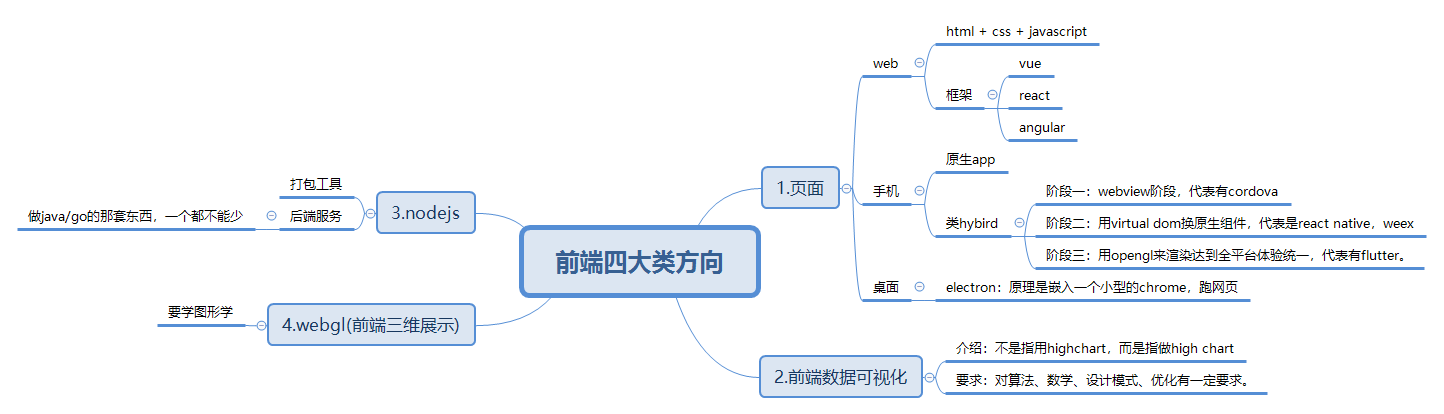 前端四大类方向
1.页面
web
html + css + javascript
框架
vue
react
angular
手机
原生app
类hybird
阶段一：webview阶段，代表有cordova
阶段二：用virtual dom换原生组件，代表是react native，weex
阶段三：用opengl来渲染达到全平台体验统一，代表有flutter。
桌面
electron：原理是嵌入一个小型的chrome，跑网页
2.前端数据可视化
介绍：不是指用highchart，而是指做high chart
要求：对算法、数学、设计模式、优化有一定要求。
3.nodejs
打包工具
后端服务
做java/go的那套东西，一个都不能少
4.webgl(前端三维展示)
要学图形学